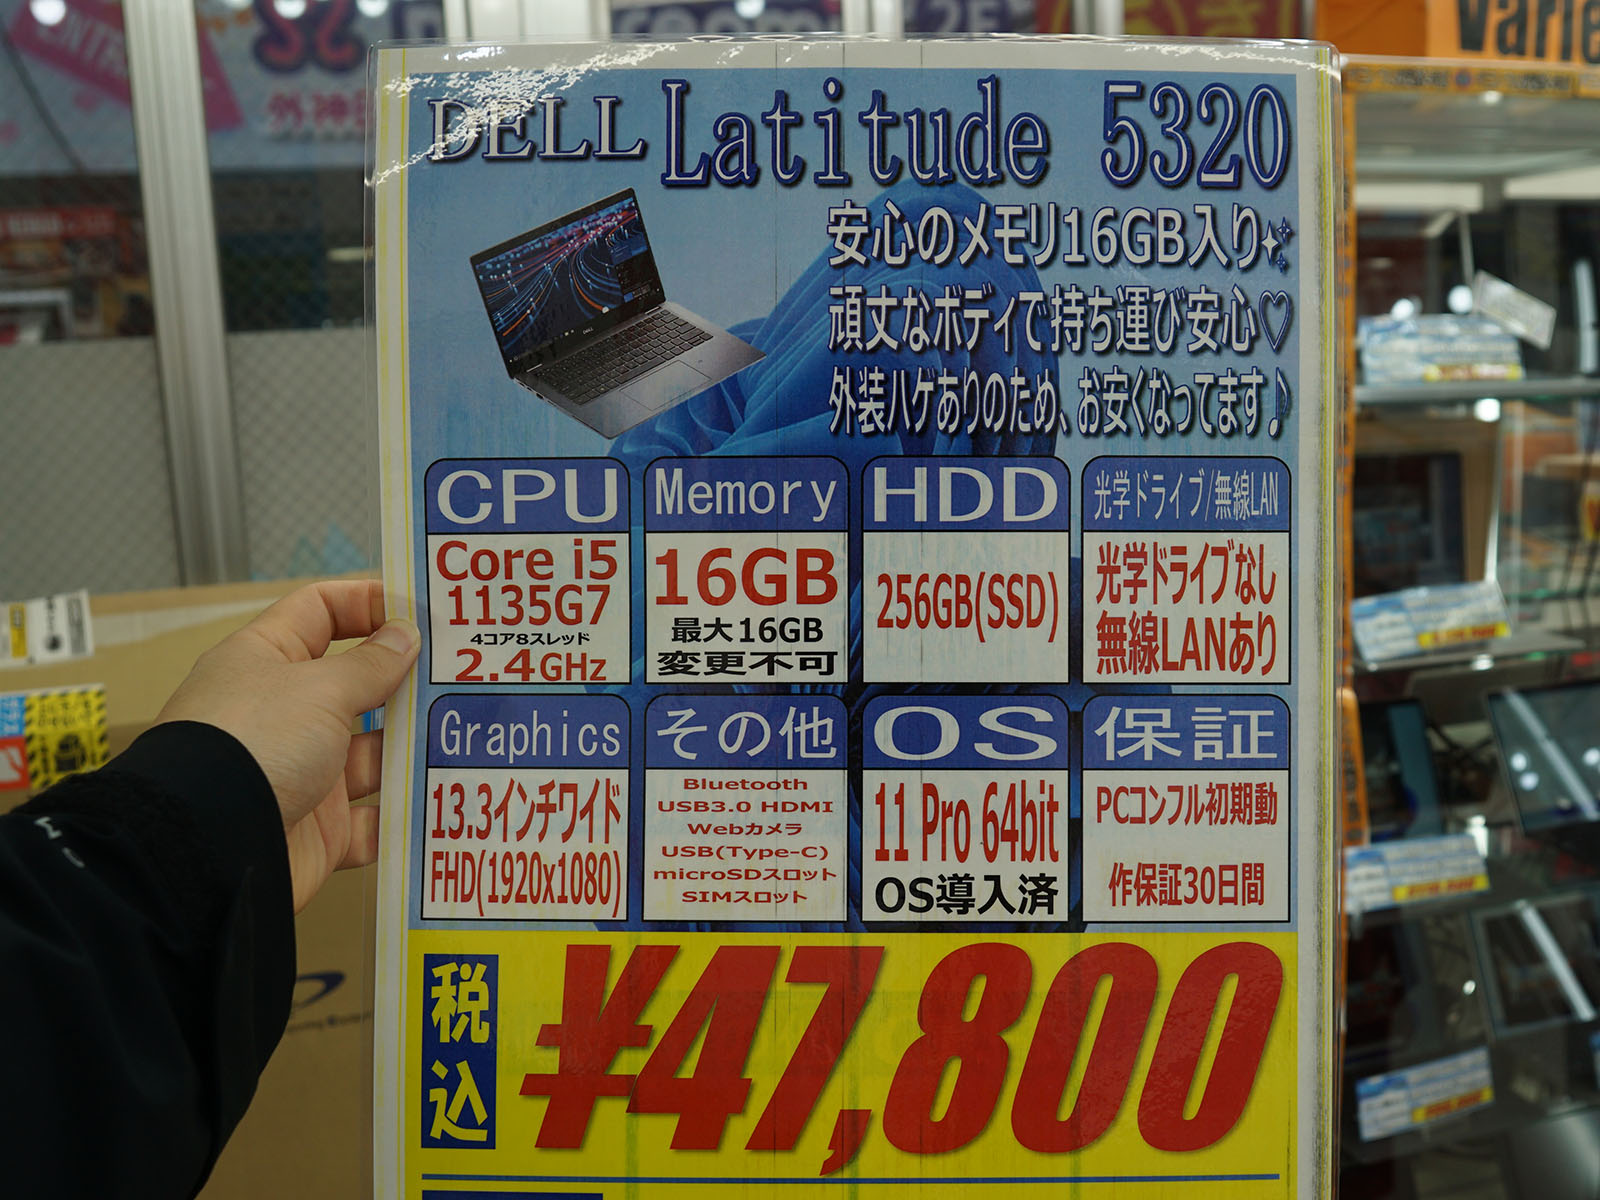 DELL Latitude 5320
安心のメモリ16GB入り
頑丈なボディで持ち運び安心♡
外装ハゲありのため、お安くなってます♪
CPU
Core i5
1135G7
4コア8スレッド
2.4GHz
Memory
16GB
最大16GB
変更不可
HDD
256GB(SSD)
光学ドライブ/無線LAN
光学ドライブなし
無線LANあり
Graphics
13.3インチワイド
FHD(1920x1080)
その他
Bluetooth
USB3.0 HDMI
Webカメラ
USB(Type-C)
microSDスロット
SIMスロット
OS
11 Pro 64bit
OS導入済
保証
PCコンフル初期動
作保証30日間
税込
¥47,800
外神田
Varie